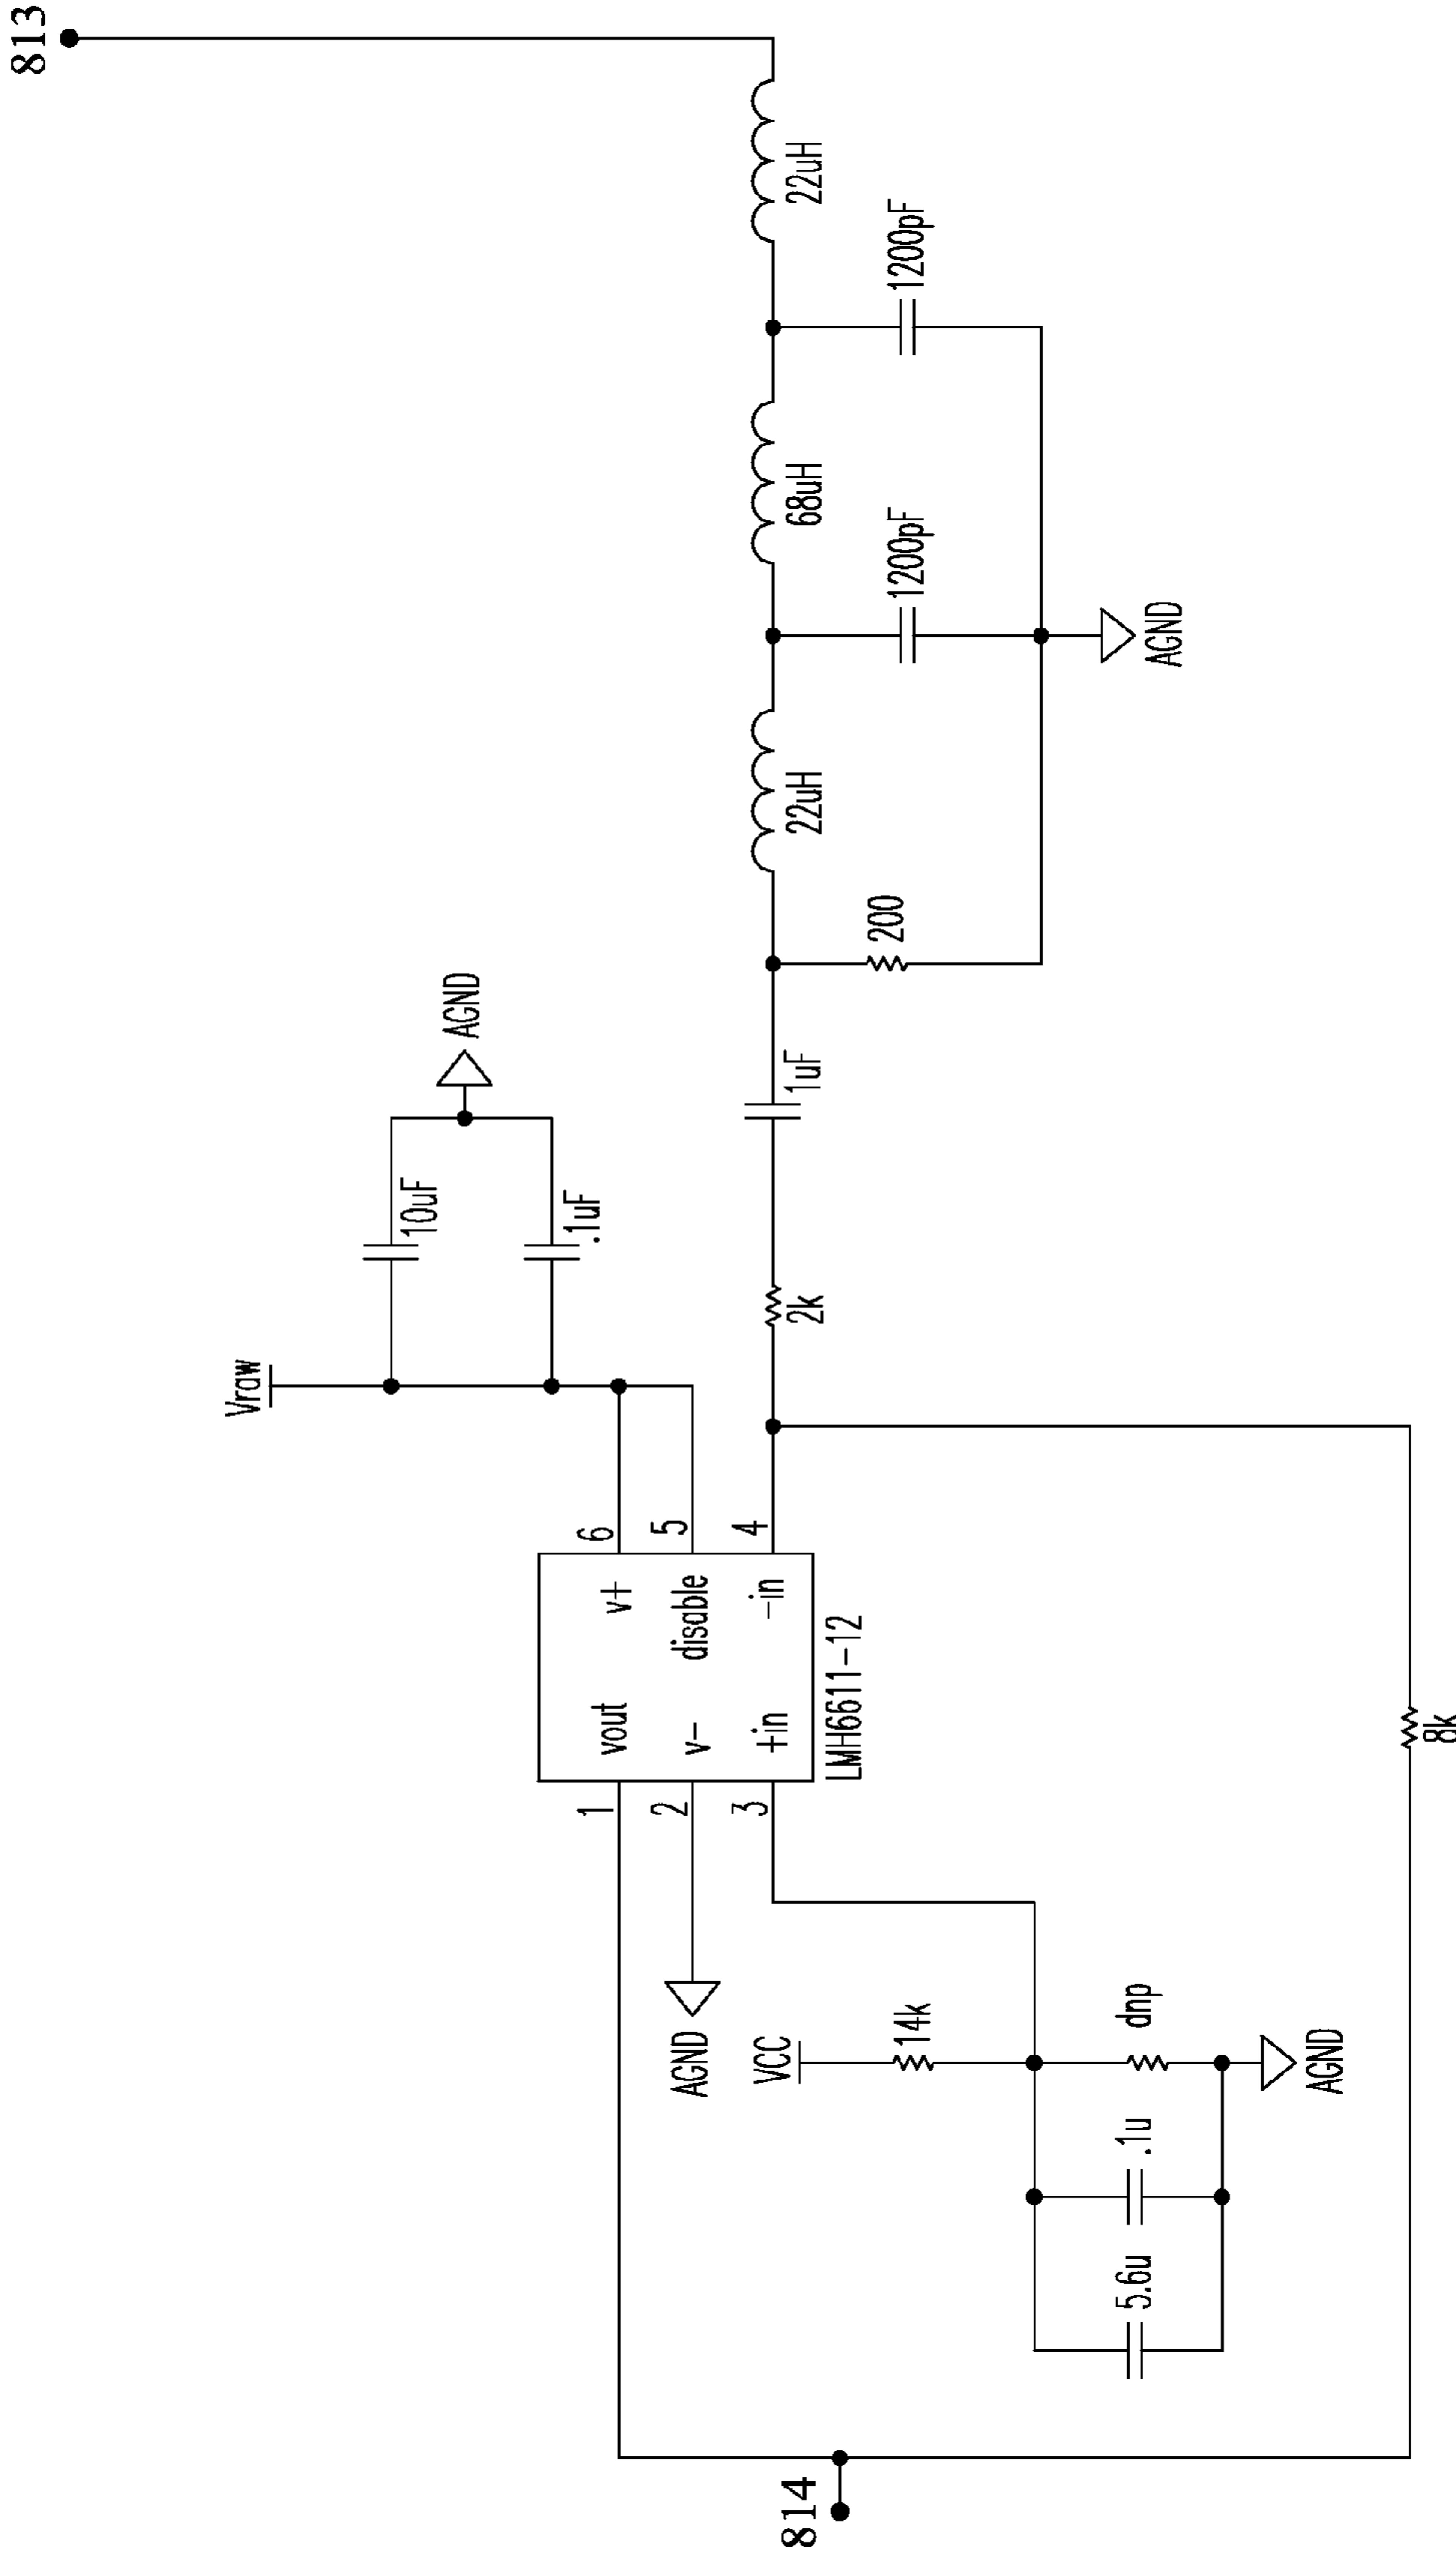 813
22uH
1200pF
68uH
1200pF
AGND
22uH
200
AGND
1uF
10uF
.1uF
2k
Vraw
6
5
4
v+
disable
-in
vout
v-
+in
LMH6611-12
1
2
3
8k
AGND
VCC
14k
dnp
AGND
.1u
5.6u
814